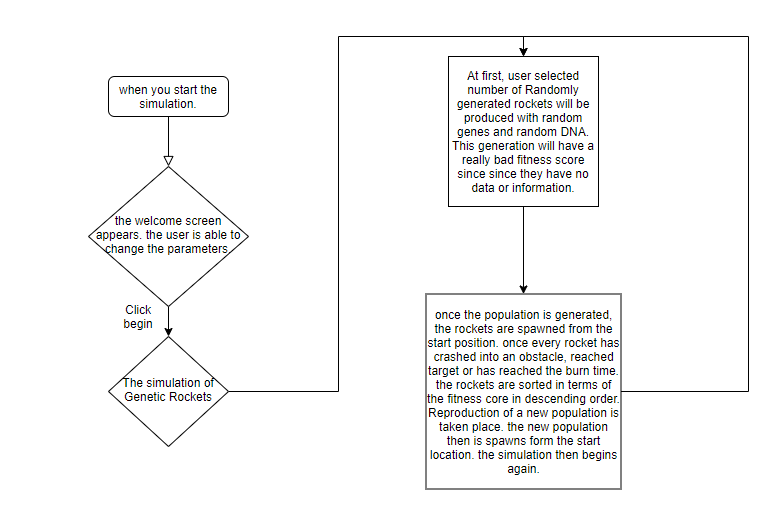 when you start the
simulation.
the welcome screen
appears. the user is able to
change the parameters.
Click
begin
The simulation of
Genetic Rockets
At first, user selected
number of Randomly
generated rockets will be
produced with random
genes and random DNA.
This generation will have a
really bad fitness score
since since they have no
data or information.
once the population is generated,
the rockets are spawned from the
start position. once every rocket has
crashed into an obstacle, reached
target or has reached the burn time.
the rockets are sorted in terms of
the fitness core in descending order.
Reproduction of a new population is
taken place. the new population
then is spawns form the start
location. the simulation then begins
again.